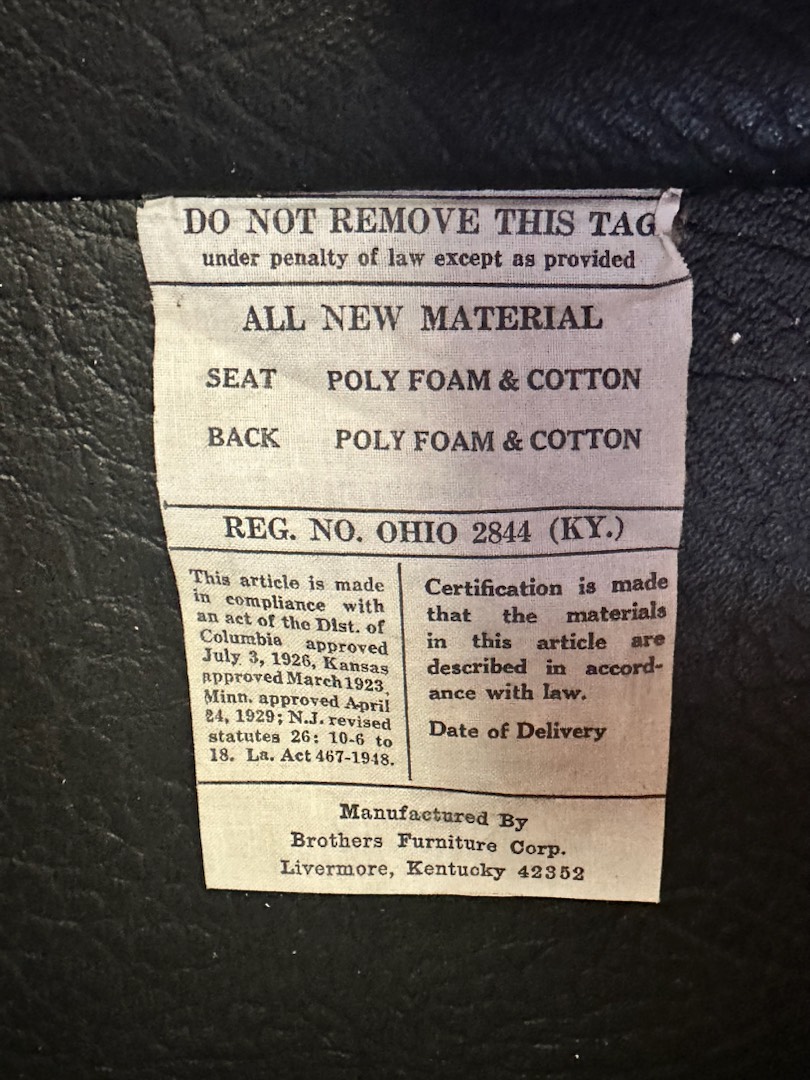 DO NOT REMOVE THIS TAG
under penalty of law except as provided
ALL NEW MATERIAL
SEAT POLY FOAM & COTTON
BACK POLY FOAM & COTTON
REG. NO. OHIO 2844 (KY.)
This article is made
in compliance with
an act of the Dist. of
Columbia approved
July 3, 1926, Kansas
approved March 1923,
Minn. approved April
24, 1929; N.J. revised
statutes 26: 10-6 to
18. La. Act 467-1948.
Certification is made
that the materials
in this article are
described in accord-
ance with law.
Date of Delivery
Manufactured By
Brothers Furniture Corp.
Livermore, Kentucky 42352